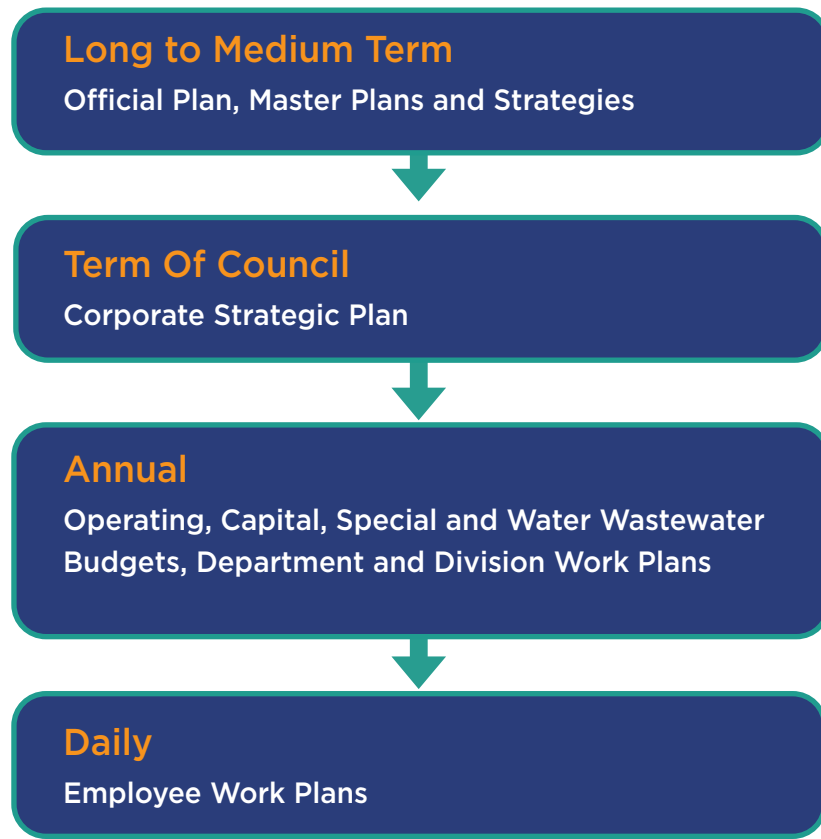 Long to Medium Term
Official Plan, Master Plans and Strategies
Term Of Council
Corporate Strategic Plan
Annual
Operating, Capital, Special and Water Wastewater
Budgets, Department and Division Work Plans
Daily
Employee Work Plans